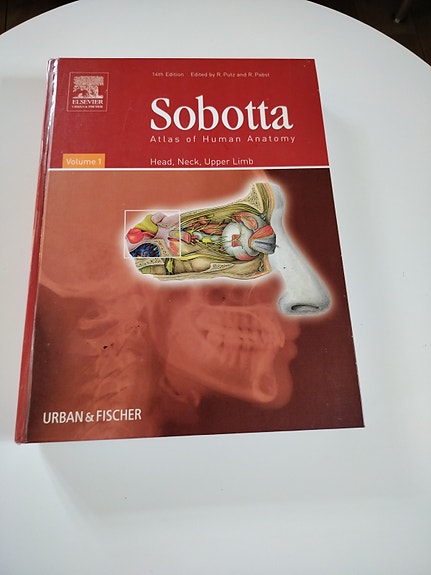 14th Edition Edited by R. Putz and R. Pabst
ELSEVIER
URBAN & FISCHER
Sobotta
Atlas of Human Anatomy
Volume 1
Head, Neck, Upper Limb
URBAN & FISCHER